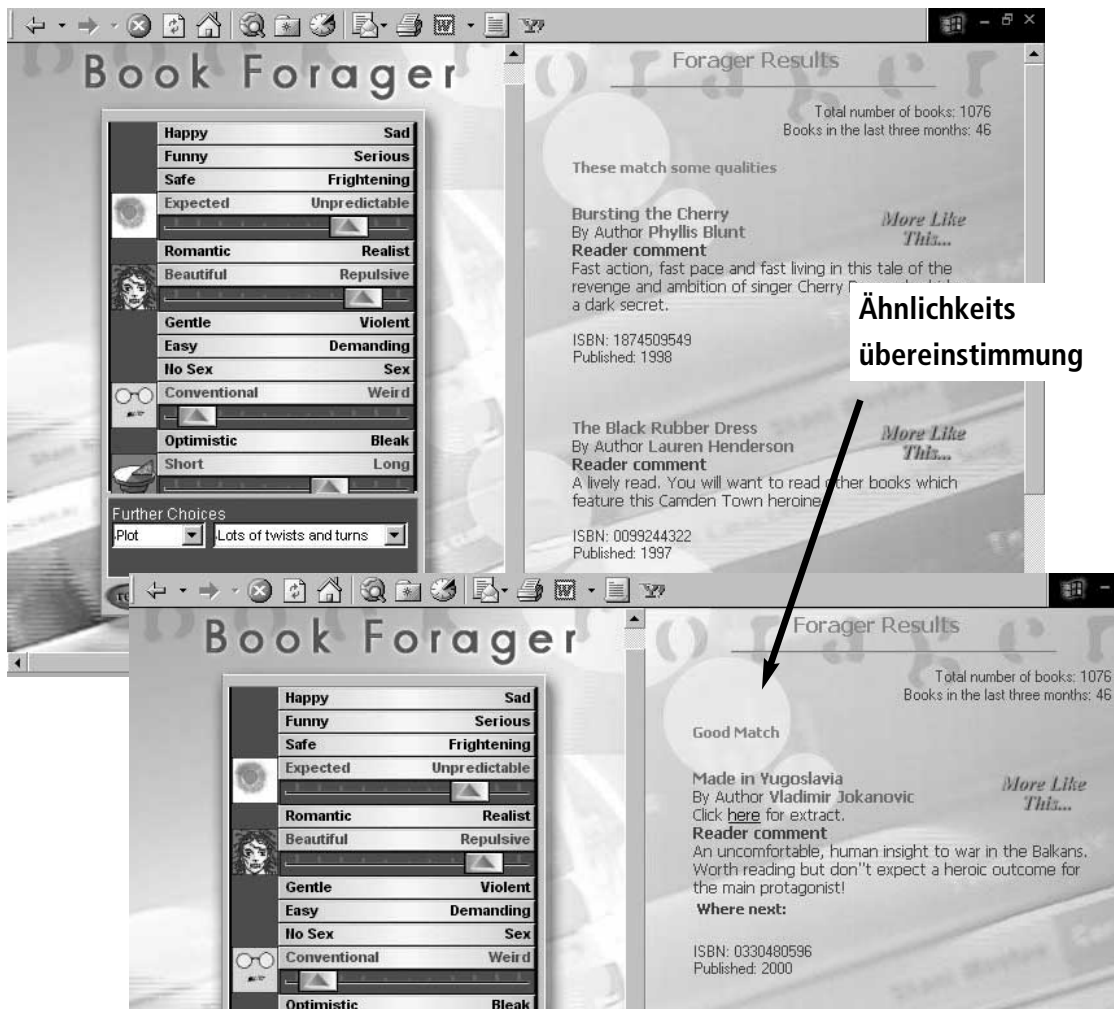 Book Forager
Happy Sad
Funny Serious
Safe Frightening
Expected Unpredictable
Romantic Realist
Beautiful Repulsive
Gentle Violent
Easy Demanding
No Sex Sex
Conventional Weird
Optimistic Bleak
Short Long
Further Choices
Plot Lots of twists and turns
Forager Results
Total number of books: 1076
Books in the last three months: 46
These match some qualities
Bursting the Cherry
By Author Phyllis Blunt
More Like
This...
Reader comment
Fast action, fast pace and fast living in this tale of the
revenge and ambition of singer Cherry
a dark secret.
ISBN: 1874509549
Published: 1998
Ähnlichkeits
übereinstimmung
The Black Rubber Dress
By Author Lauren Henderson
More Like
This...
Reader comment
A lively read. You will want to read other books which
feature this Camden Town heroine
ISBN: 0099244322
Published: 1997
Book Forager
Happy Sad
Funny Serious
Safe Frightening
Expected Unpredictable
Romantic Realist
Beautiful Repulsive
Gentle Violent
Easy Demanding
No Sex Sex
Conventional Weird
Optimistic Bleak
Forager Results
Total number of books: 1076
Books in the last three months: 46
Good Match
Made in Yugoslavia
By Author Vladimir Jokanovic
More Like
This...
Click here for extract.
Reader comment
An uncomfortable, human insight to war in the Balkans.
Worth reading but don''t expect a heroic outcome for
the main protagonist!
Where next:
ISBN: 0330480596
Published: 2000